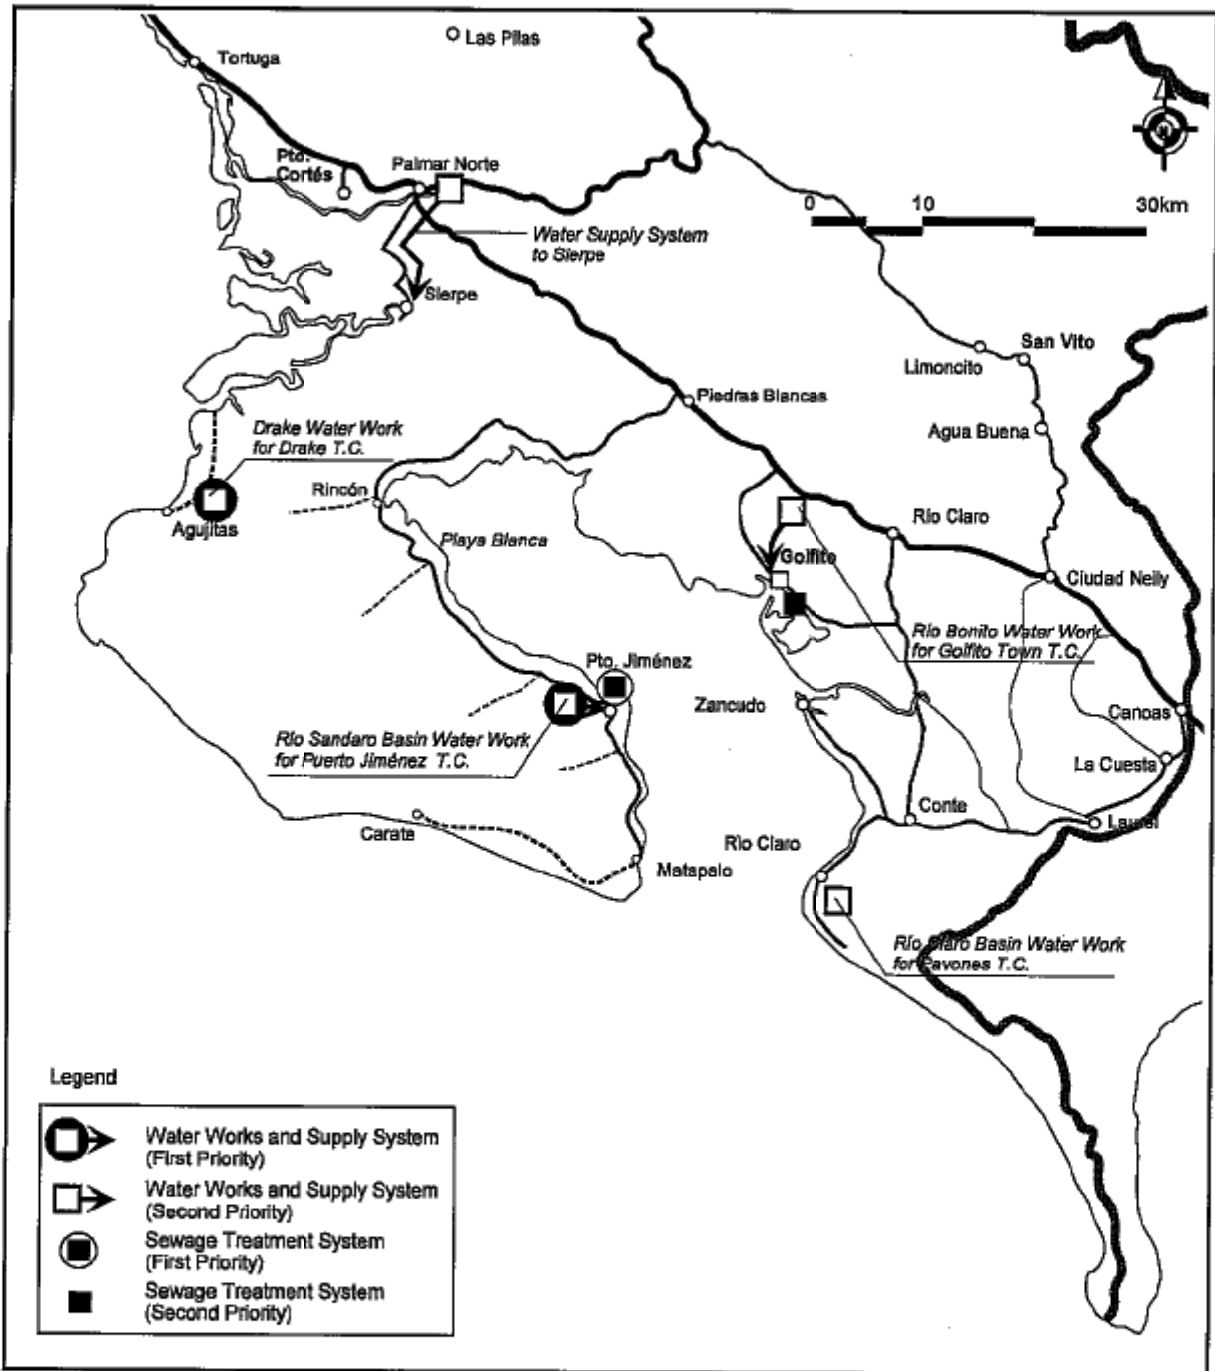 Las Pilas
Tortuga
Pto.
Cortés
Palmar Norte
N
0 10 30km
Water Supply System
to Sierpe
Sierpe
San Vito
Limoncito
Piedras Blancas
Agua Buena
Drake Water Work
for Drake T.C.
Rincón
Agujitas
Playa Blanca
Río Claro
Golfito
Ciudad Neily
Río Bonito Water Work
for Golfito Town T.C.
Pto. Jiménez
Zancudo
Canoas
Río Sandaro Basin Water Work
for Puerto Jiménez T.C.
La Cuesta
Conte
Laurel
Carate
Río Claro
Matapalo
Río Claro Basin Water Work
for Pavones T.C.
Legend
Water Works and Supply System
(First Priority)
Water Works and Supply System
(Second Priority)
Sewage Treatment System
(First Priority)
Sewage Treatment System
(Second Priority)